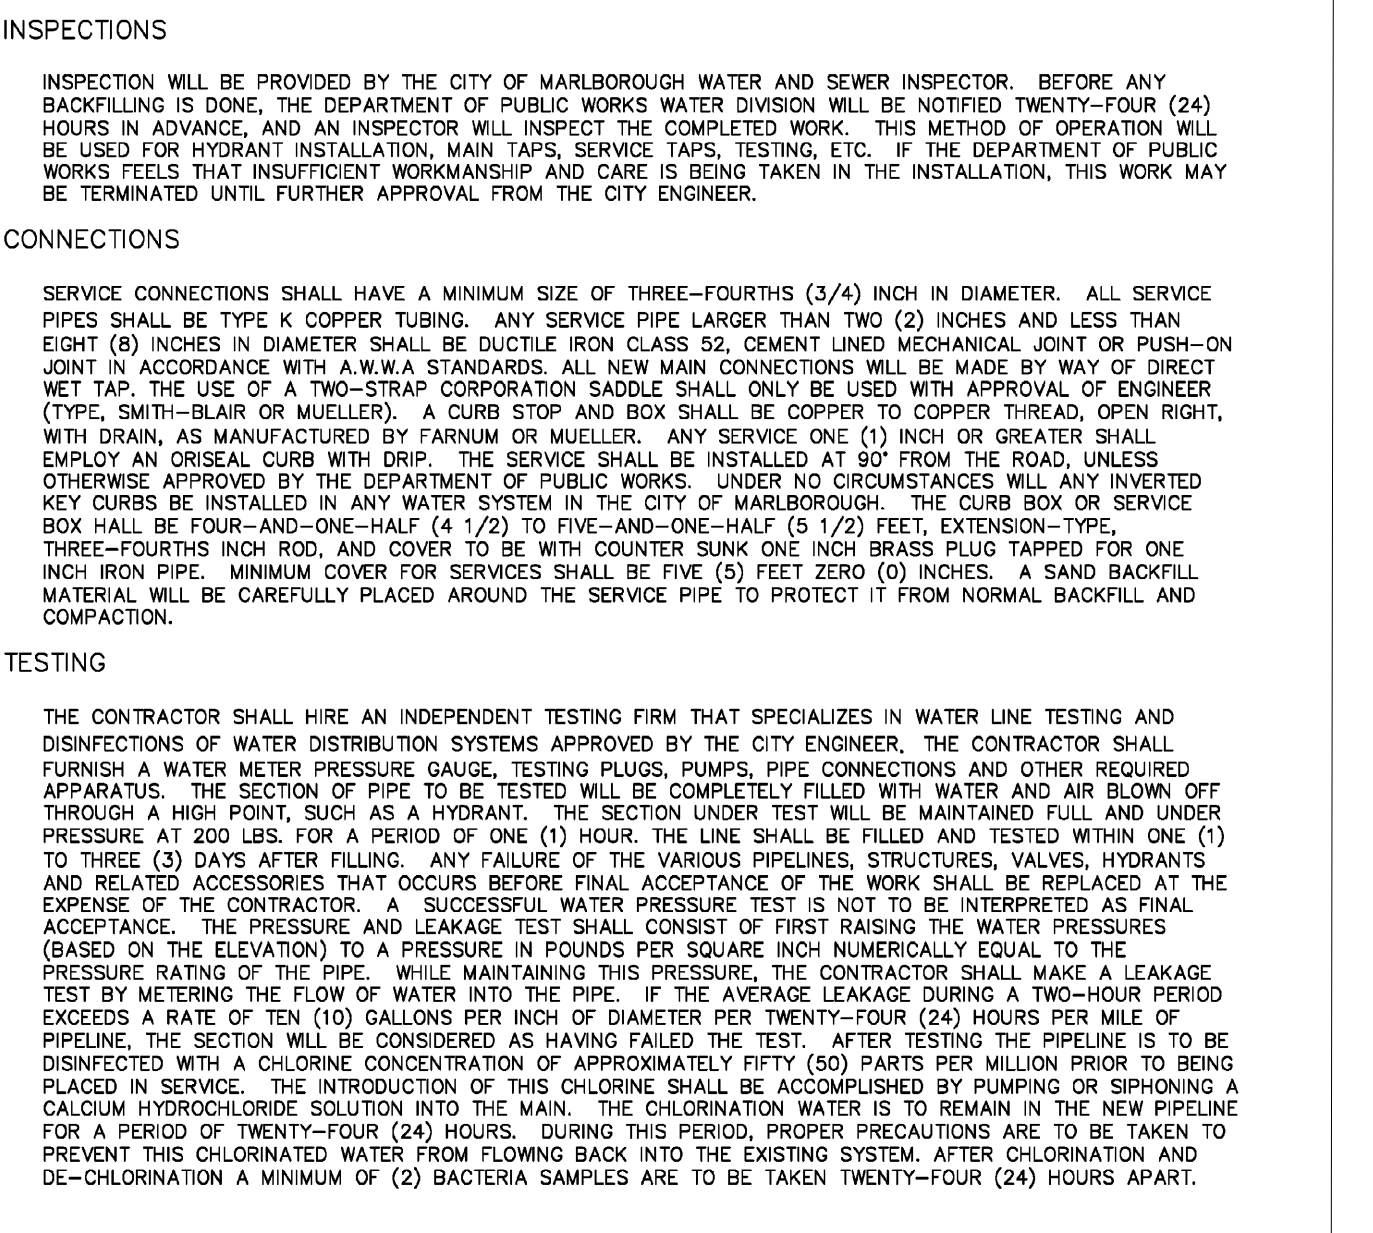 INSPECTIONS
INSPECTION WILL BE PROVIDED BY THE CITY OF MARLBOROUGH WATER AND SEWER INSPECTOR. BEFORE ANY
BACKFILLING IS DONE, THE DEPARTMENT OF PUBLIC WORKS WATER DIVISION WILL BE NOTIFIED TWENTY-FOUR (24)
HOURS IN ADVANCE, AND AN INSPECTOR WILL INSPECT THE COMPLETED WORK. THIS METHOD OF OPERATION WILL
BE USED FOR HYDRANT INSTALLATION, MAIN TAPS, SERVICE TAPS, TESTING, ETC. IF THE DEPARTMENT OF PUBLIC
WORKS FEELS THAT INSUFFICIENT WORKMANSHIP AND CARE IS BEING TAKEN IN THE INSTALLATION, THIS WORK MAY
BE TERMINATED UNTIL FURTHER APPROVAL FROM THE CITY ENGINEER.
CONNECTIONS
SERVICE CONNECTIONS SHALL HAVE A MINIMUM SIZE OF THREE-FOURTHS (3/4) INCH IN DIAMETER. ALL SERVICE
PIPES SHALL BE TYPE K COPPER TUBING. ANY SERVICE PIPE LARGER THAN TWO (2) INCHES AND LESS THAN
EIGHT (8) INCHES IN DIAMETER SHALL BE DUCTILE IRON CLASS 52, CEMENT LINED MECHANICAL JOINT OR PUSH-ON
JOINT IN ACCORDANCE WITH A.W.W.A STANDARDS. ALL NEW MAIN CONNECTIONS WILL BE MADE BY WAY OF DIRECT
WET TAP. THE USE OF A TWO-STRAP CORPORATION SADDLE SHALL ONLY BE USED WITH APPROVAL OF ENGINEER
(TYPE, SMITH-BLAIR OR MUELLER). A CURB STOP AND BOX SHALL BE COPPER TO COPPER THREAD, OPEN RIGHT,
WITH DRAIN, AS MANUFACTURED BY FARNUM OR MUELLER. ANY SERVICE ONE (1) INCH OR GREATER SHALL
EMPLOY AN ORISEAL CURB WITH DRIP. THE SERVICE SHALL BE INSTALLED AT 90° FROM THE ROAD, UNLESS
OTHERWISE APPROVED BY THE DEPARTMENT OF PUBLIC WORKS. UNDER NO CIRCUMSTANCES WILL ANY INVERTED
KEY CURBS BE INSTALLED IN ANY WATER SYSTEM IN THE CITY OF MARLBOROUGH. THE CURB BOX OR SERVICE
BOX HALL BE FOUR-AND-ONE-HALF (4 1/2) TO FIVE-AND-ONE-HALF (5 1/2) FEET, EXTENSION-TYPE,
THREE-FOURTHS INCH ROD, AND COVER TO BE WITH COUNTER SUNK ONE INCH BRASS PLUG TAPPED FOR ONE
INCH IRON PIPE. MINIMUM COVER FOR SERVICES SHALL BE FIVE (5) FEET ZERO (0) INCHES. A SAND BACKFILL
MATERIAL WILL BE CAREFULLY PLACED AROUND THE SERVICE PIPE TO PROTECT IT FROM NORMAL BACKFILL AND
COMPACTION.
TESTING
THE CONTRACTOR SHALL HIRE AN INDEPENDENT TESTING FIRM THAT SPECIALIZES IN WATER LINE TESTING AND
DISINFECTIONS OF WATER DISTRIBUTION SYSTEMS APPROVED BY THE CITY ENGINEER, THE CONTRACTOR SHALL
FURNISH A WATER METER PRESSURE GAUGE, TESTING PLUGS, PUMPS, PIPE CONNECTIONS AND OTHER REQUIRED
APPARATUS. THE SECTION OF PIPE TO BE TESTED WILL BE COMPLETELY FILLED WITH WATER AND AIR BLOWN OFF
THROUGH A HIGH POINT, SUCH AS A HYDRANT. THE SECTION UNDER TEST WILL BE MAINTAINED FULL AND UNDER
PRESSURE AT 200 LBS. FOR A PERIOD OF ONE (1) HOUR. THE LINE SHALL BE FILLED AND TESTED WITHIN ONE (1)
TO THREE (3) DAYS AFTER FILLING. ANY FAILURE OF THE VARIOUS PIPELINES, STRUCTURES, VALVES, HYDRANTS
AND RELATED ACCESSORIES THAT OCCURS BEFORE FINAL ACCEPTANCE OF THE WORK SHALL BE REPLACED AT THE
EXPENSE OF THE CONTRACTOR. A SUCCESSFUL WATER PRESSURE TEST IS NOT TO BE INTERPRETED AS FINAL
ACCEPTANCE. THE PRESSURE AND LEAKAGE TEST SHALL CONSIST OF FIRST RAISING THE WATER PRESSURES
(BASED ON THE ELEVATION) TO A PRESSURE IN POUNDS PER SQUARE INCH NUMERICALLY EQUAL TO THE
PRESSURE RATING OF THE PIPE. WHILE MAINTAINING THIS PRESSURE, THE CONTRACTOR SHALL MAKE A LEAKAGE
TEST BY METERING THE FLOW OF WATER INTO THE PIPE. IF THE AVERAGE LEAKAGE DURING A TWO-HOUR PERIOD
EXCEEDS A RATE OF TEN (10) GALLONS PER INCH OF DIAMETER PER TWENTY-FOUR (24) HOURS PER MILE OF
PIPELINE, THE SECTION WILL BE CONSIDERED AS HAVING FAILED THE TEST. AFTER TESTING THE PIPELINE IS TO BE
DISINFECTED WITH A CHLORINE CONCENTRATION OF APPROXIMATELY FIFTY (50) PARTS PER MILLION PRIOR TO BEING
PLACED IN SERVICE. THE INTRODUCTION OF THIS CHLORINE SHALL BE ACCOMPLISHED BY PUMPING OR SIPHONING A
CALCIUM HYDROCHLORIDE SOLUTION INTO THE MAIN. THE CHLORINATION WATER IS TO REMAIN IN THE NEW PIPELINE
FOR A PERIOD OF TWENTY-FOUR (24) HOURS. DURING THIS PERIOD, PROPER PRECAUTIONS ARE TO BE TAKEN TO
PREVENT THIS CHLORINATED WATER FROM FLOWING BACK INTO THE EXISTING SYSTEM. AFTER CHLORINATION AND
DE-CHLORINATION A MINIMUM OF (2) BACTERIA SAMPLES ARE TO BE TAKEN TWENTY-FOUR (24) HOURS APART.